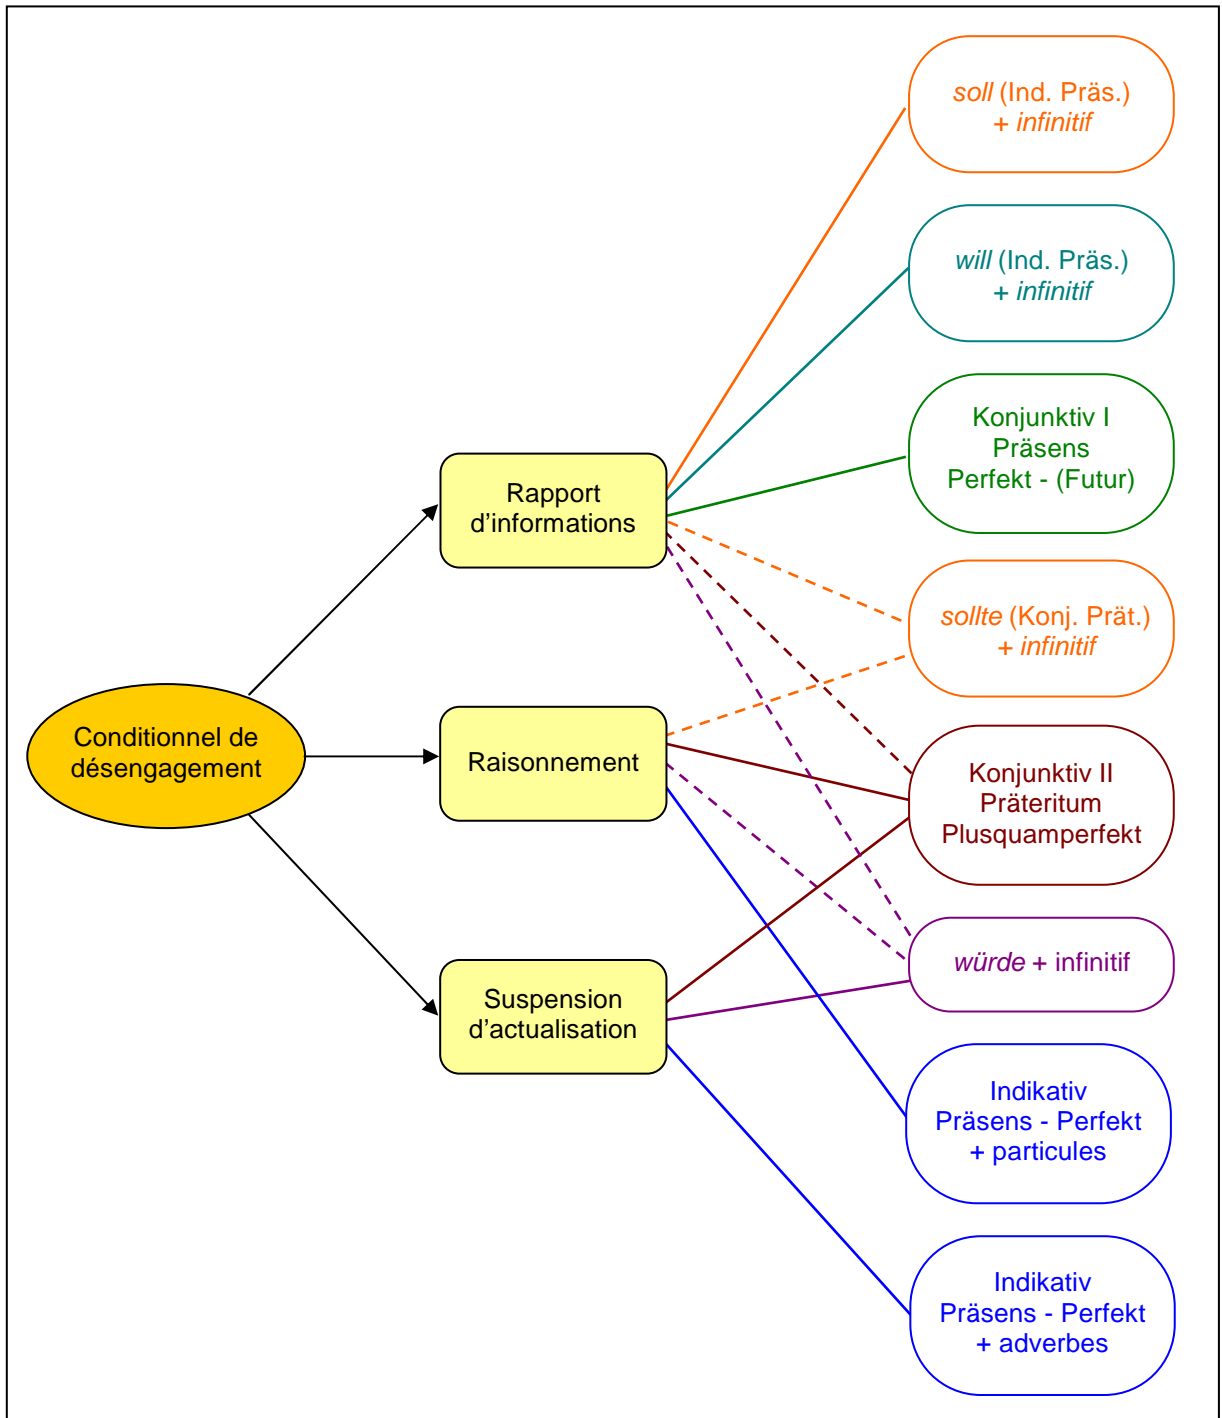 soll (Ind. Präs.)
+ infinitif
will (Ind. Präs.)
+ infinitif
Konjunktiv I
Präsens
Perfekt - (Futur)
Rapport
d’informations
sollte (Konj. Prät.)
+ infinitif
Conditionnel de
désengagement
Raisonnement
Konjunktiv II
Präteritum
Plusquamperfekt
würde + infinitif
Suspension
d’actualisation
Indikativ
Präsens - Perfekt
+ particules
Indikativ
Präsens - Perfekt
+ adverbes